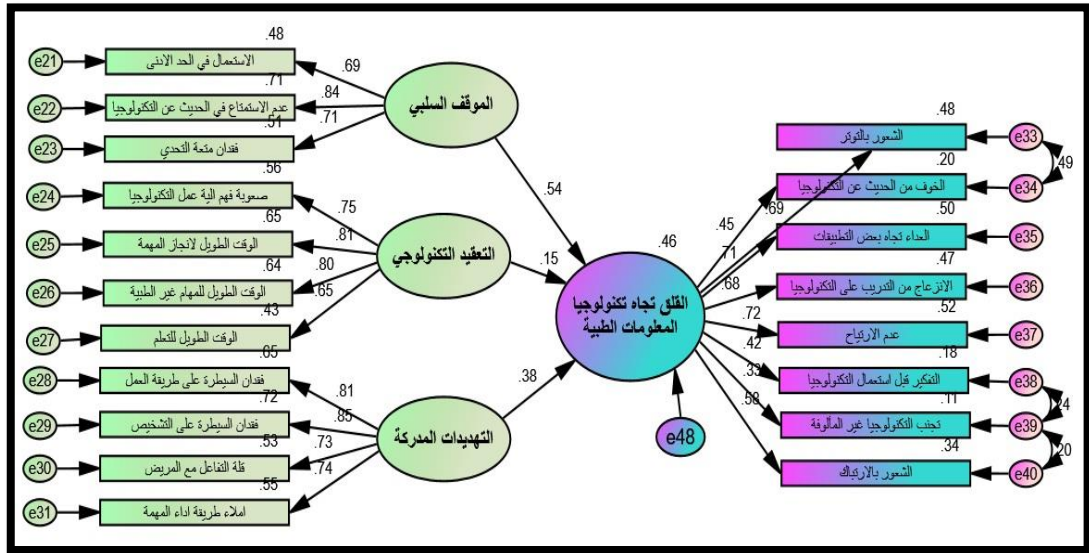 .48
e21
الاستعمال في الحد الادنى
.69
.71
e22
عدم الاستمتاع في الحديث عن التكنولوجيا
.84
.51
e23
فقدان متعة التحدي
.71
الموقف السلبي
.56
e24
صعوبة فهم الية عمل التكنولوجيا
.75
.65
e25
الوقت الطويل لانجاز المهمة
.81
.64
e26
الوقت الطويل للمهام غير الطبية
.80
.43
e27
الوقت الطويل للتعلم
.65
التعقيد التكنولوجي
.65
e28
فقدان السيطرة على طريقة العمل
.81
.72
e29
فقدان السيطرة على التشخيص
.85
.53
e30
قلة التفاعل مع المريض
.73
.55
e31
املاء طريقة اداء المهمة
.74
التهديدات المدركة
.54
.15
.38
.46
القلق تجاه تكنولوجيا
المعلومات الطبية
e48
.48
الشعور بالتوتر
e33
.69
.49
.20
الخوف من الحديث عن التكنولوجيا
e34
.45
.50
العداء تجاه بعض التطبيقات
e35
.71
.47
الانزعاج من التدريب على التكنولوجيا
e36
.68
.52
عدم الارتياح
e37
.72
.18
التفكير قبل استعمال التكنولوجيا
e38
.42
.24
.11
تجنب التكنولوجيا غير المألوفة
e39
.33
.20
.34
الشعور بالارتباك
e40
.58